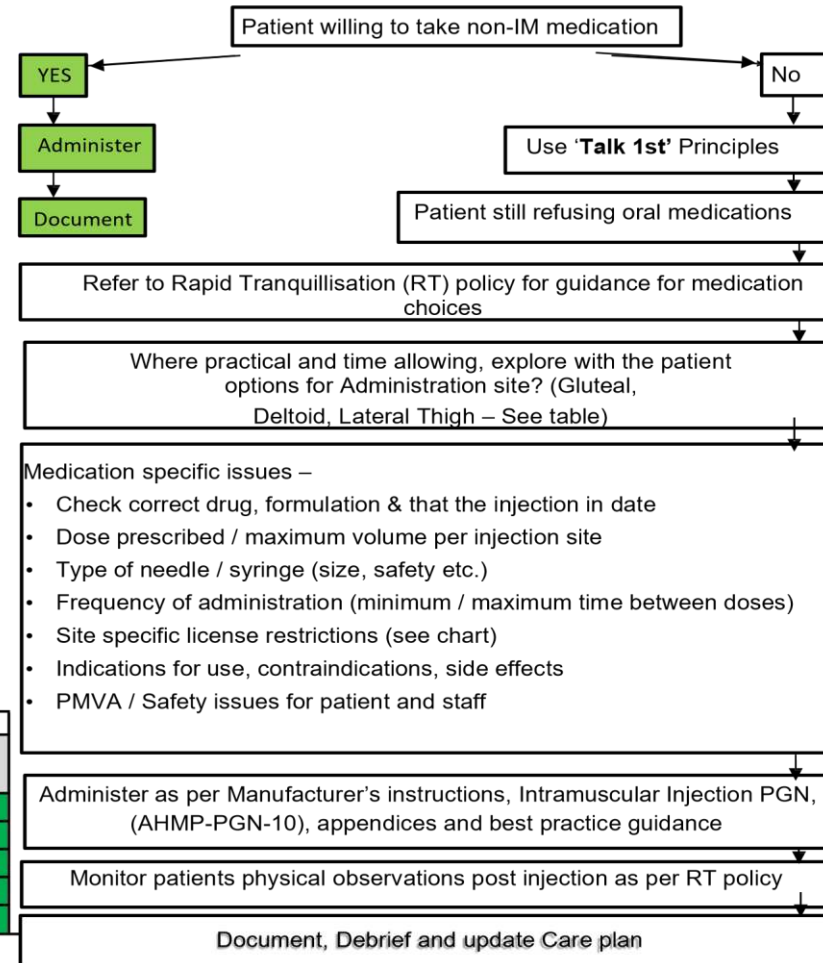 Patient willing to take non-IM medication
YES
No
Administer
Use ‘Talk 1st’ Principles
Document
Patient still refusing oral medications
Refer to Rapid Tranquillisation (RT) policy for guidance for medication
choices
Where practical and time allowing, explore with the patient
options for Administration site? (Gluteal,
Deltoid, Lateral Thigh – See table)
Medication specific issues –
• Check correct drug, formulation & that the injection in date
• Dose prescribed / maximum volume per injection site
• Type of needle / syringe (size, safety etc.)
• Frequency of administration (minimum / maximum time between doses)
• Site specific license restrictions (see chart)
• Indications for use, contraindications, side effects
• PMVA / Safety issues for patient and staff
Administer as per Manufacturer’s instructions, Intramuscular Injection PGN,
(AHMP-PGN-10), appendices and best practice guidance
Monitor patients physical observations post injection as per RT policy
Document, Debrief and update Care plan